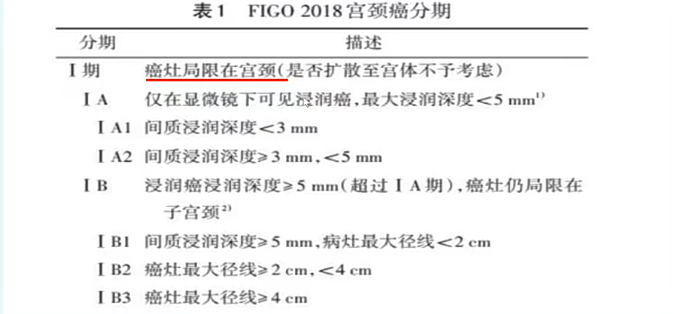 表1 FIGO 2018宫颈癌分期
分期 描述
Ⅰ期 癌灶局限在宫颈(是否扩散至宫体不予考虑)
ⅠA 仅在显微镜下可见浸润癌,最大浸润深度<5 mm¹⁾
ⅠA1 间质浸润深度<3 mm
ⅠA2 间质浸润深度≥3 mm,<5 mm
ⅠB 浸润癌浸润深度≥5 mm(超过ⅠA期),癌灶仍局限在
子宫颈²⁾
ⅠB1 间质浸润深度≥5 mm,病灶最大径线<2 cm
ⅠB2 癌灶最大径线≥2 cm,<4 cm
ⅠB3 癌灶最大径线≥4 cm